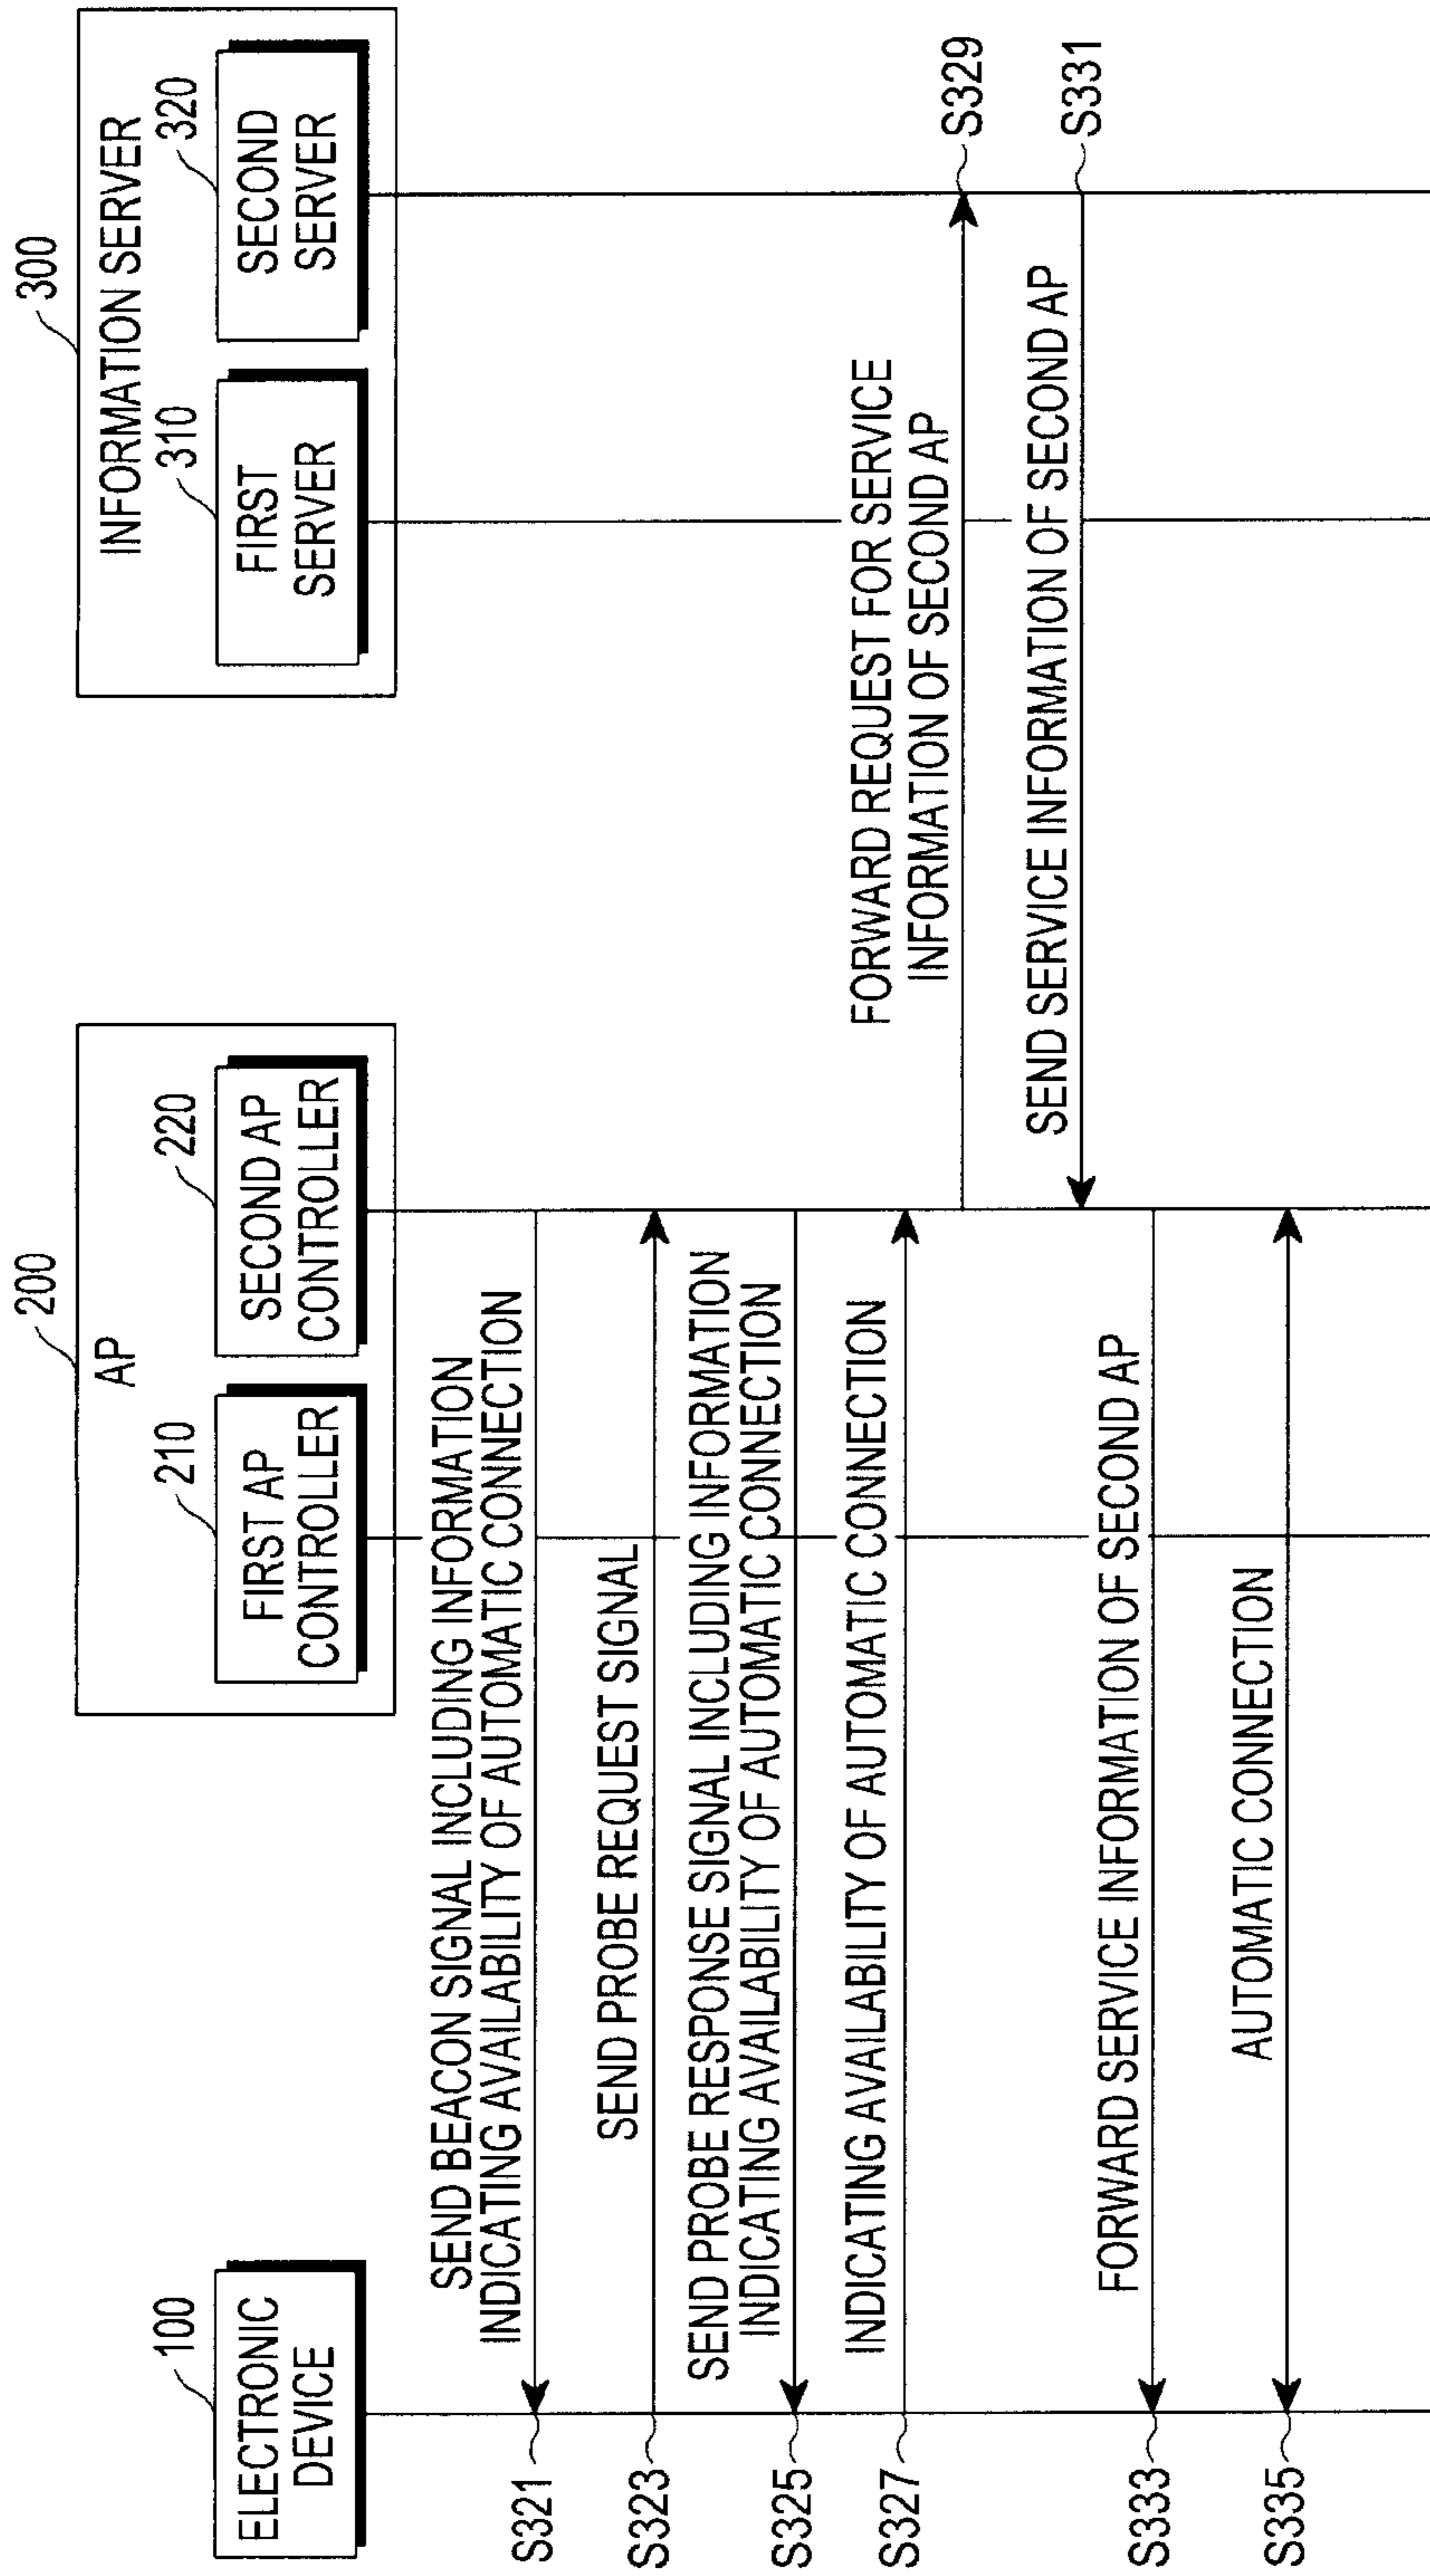 100
ELECTRONIC
DEVICE
200
AP
210
FIRST AP
CONTROLLER
220
SECOND AP
CONTROLLER
300
INFORMATION SERVER
310
FIRST
SERVER
320
SECOND
SERVER
SEND BEACON SIGNAL INCLUDING INFORMATION
INDICATING AVAILABILITY OF AUTOMATIC CONNECTION
S321
SEND PROBE REQUEST SIGNAL
S323
SEND PROBE RESPONSE SIGNAL INCLUDING INFORMATION
INDICATING AVAILABILITY OF AUTOMATIC CONNECTION
S325
INDICATING AVAILABILITY OF AUTOMATIC CONNECTION
S327
FORWARD REQUEST FOR SERVICE
INFORMATION OF SECOND AP
S329
SEND SERVICE INFORMATION OF SECOND AP
S331
FORWARD SERVICE INFORMATION OF SECOND AP
S333
AUTOMATIC CONNECTION
S335